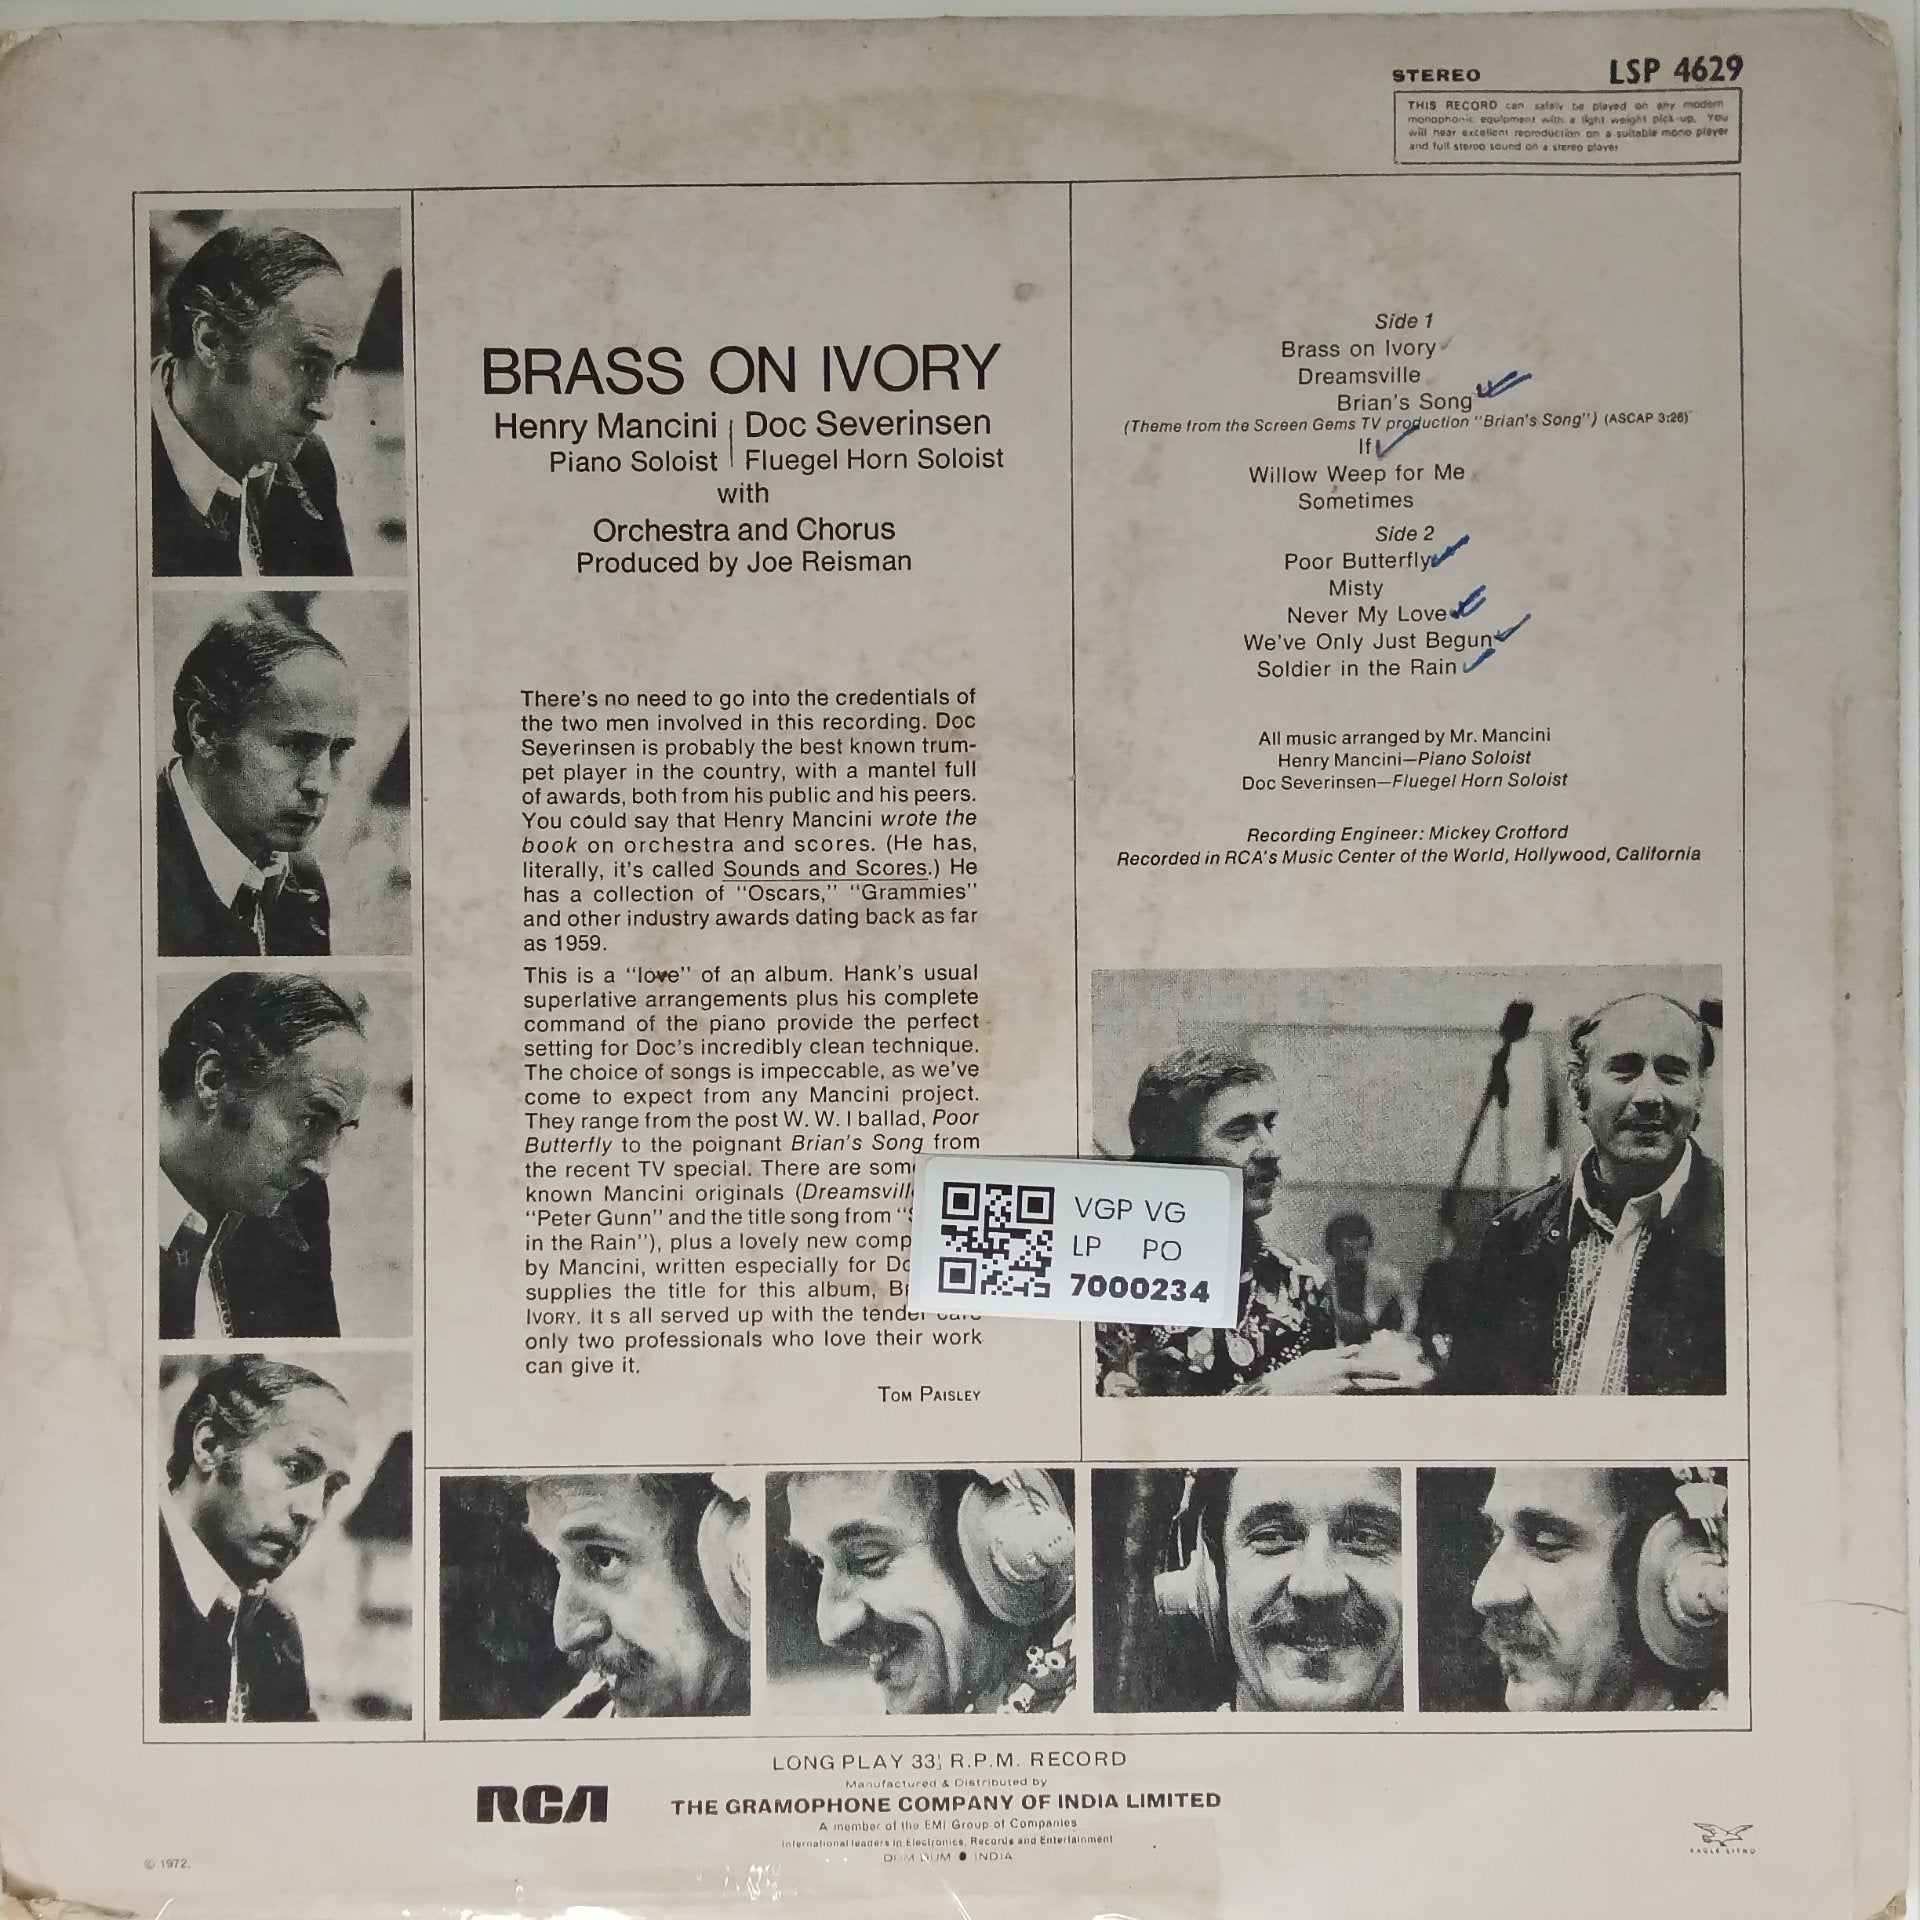 STEREO LSP 4629
THIS RECORD can safely be played on any modern
monophonic equipment with a light weight pick-up. You
will hear excellent reproduction on a suitable mono player
and full stereo sound on a stereo player
BRASS ON IVORY
Henry Mancini | Doc Severinsen
Piano Soloist | Fluegel Horn Soloist
with
Orchestra and Chorus
Produced by Joe Reisman
There's no need to go into the credentials of
the two men involved in this recording. Doc
Severinsen is probably the best known trum-
pet player in the country, with a mantel full
of awards, both from his public and his peers.
You could say that Henry Mancini wrote the
book on orchestra and scores. (He has,
literally, it's called Sounds and Scores.) He
has a collection of "Oscars," "Grammies"
and other industry awards dating back as far
as 1959.
This is a "love" of an album. Hank's usual
superlative arrangements plus his complete
command of the piano provide the perfect
setting for Doc's incredibly clean technique.
The choice of songs is impeccable, as we've
come to expect from any Mancini project.
They range from the post W. W. I ballad, Poor
Butterfly to the poignant Brian's Song from
the recent TV special. There are som
known Mancini originals (Dreamsvill
"Peter Gunn" and the title song from "S
in the Rain"), plus a lovely new comp
by Mancini, written especially for Do
supplies the title for this album, Br
IVORY. It s all served up with the tender care
only two professionals who love their work
can give it.
TOM PAISLEY
Side 1
Brass on Ivory
Dreamsville
Brian's Song
(Theme from the Screen Gems TV production "Brian's Song") (ASCAP 3:26)
If
Willow Weep for Me
Sometimes
Side 2
Poor Butterfly
Misty
Never My Love
We've Only Just Begun
Soldier in the Rain
All music arranged by Mr. Mancini
Henry Mancini—Piano Soloist
Doc Severinsen—Fluegel Horn Soloist
Recording Engineer: Mickey Crofford
Recorded in RCA's Music Center of the World, Hollywood, California
VGP VG
LP PO
7000234
LONG PLAY 33⅓ R.P.M. RECORD
Manufactured & Distributed by
RCA THE GRAMOPHONE COMPANY OF INDIA LIMITED
A member of the EMI Group of Companies
International leaders in Electronics, Records and Entertainment
DUM DUM ● INDIA
© 1972,
EAGLE LITHO